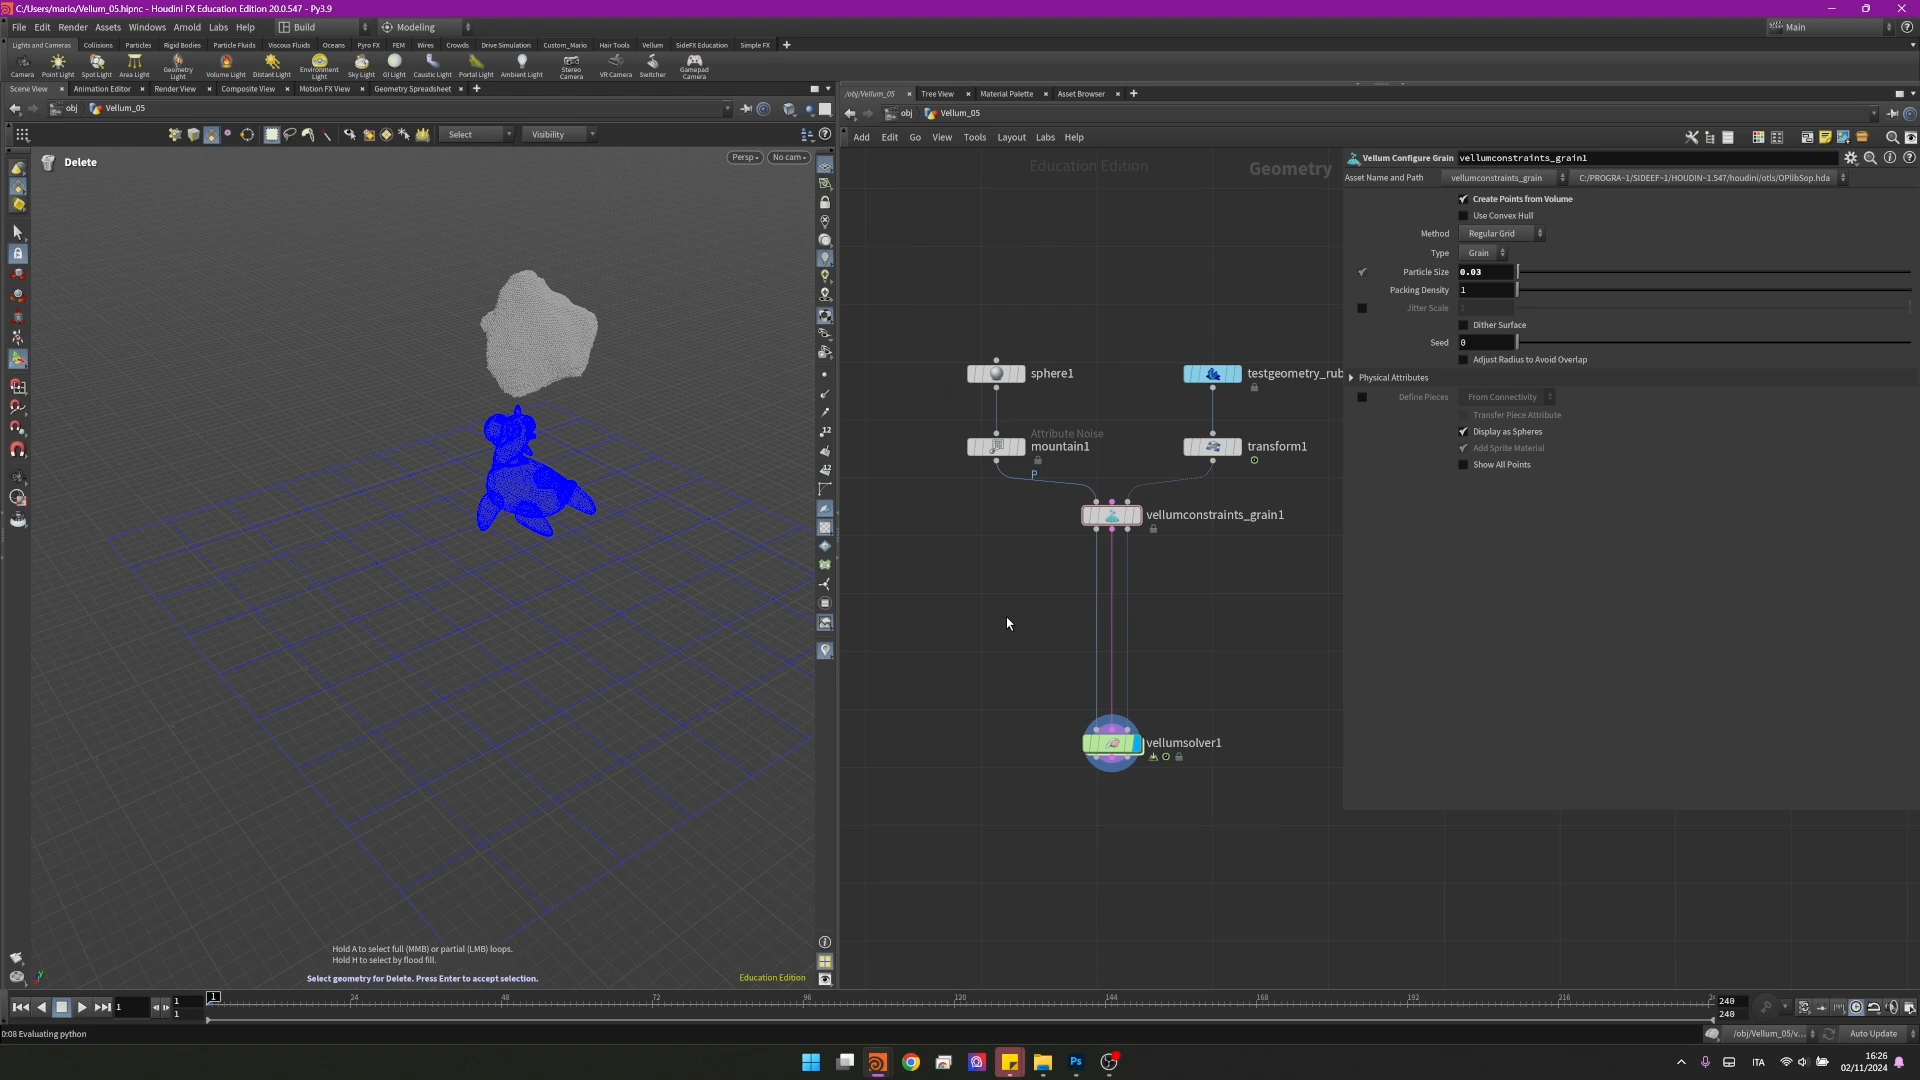 C:/Users/mario/Vellum_05.hipnc - Houdini FX Education Edition 20.0.547 - Py3.9
File Edit Render Assets Windows Arnold Labs Help Build Modeling Main
Lights and Cameras Collisions Particles Rigid Bodies Particle Fluids Viscous Fluids Oceans Pyro FX FEM Wires Crowds Drive Simulation Custom_Mario Hair Tools Vellum SideFX Education Simple FX
Camera Point Light Spot Light Area Light Geometry Light Volume Light Distant Light Environment Light Sky Light GI Light Caustic Light Portal Light Ambient Light Stereo Camera VR Camera Switcher Gamepad Camera
Scene View Animation Editor Render View Composite View Motion FX View Geometry Spreadsheet
obj Vellum_05
Select Visibility
Delete
Persp No cam
Hold A to select full (MMB) or partial (LMB) loops.
Hold H to select by flood fill.
Select geometry for Delete. Press Enter to accept selection.
Education Edition
/obj/Vellum_05 Tree View Material Palette Asset Browser
obj Vellum_05
Add Edit Go View Tools Layout Labs Help
Education Edition Geometry
sphere1
testgeometry_rub
Attribute Noise
mountain1
P
transform1
vellumconstraints_grain1
vellumsolver1
Vellum Configure Grain vellumconstraints_grain1
Asset Name and Path vellumconstraints_grain C:/PROGRA~1/SIDEEF~1/HOUDIN~1.547/houdini/otls/OPlibSop.hda
Create Points from Volume
Use Convex Hull
Method Regular Grid
Type Grain
Particle Size 0.03
Packing Density 1
Jitter Scale 1
Dither Surface
Seed 0
Adjust Radius to Avoid Overlap
Physical Attributes
Define Pieces From Connectivity
Transfer Piece Attribute
Display as Spheres
Add Sprite Material
Show All Points
1 1 1 1 24 48 72 96 120 144 168 192 216 240 240
0:08 Evaluating python
/obj/Vellum_05/v... Auto Update
ITA 16:26
02/11/2024